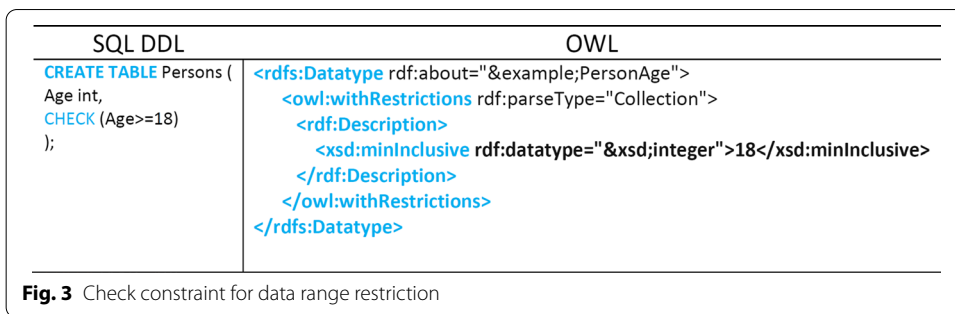 SQL DDL
OWL
CREATE TABLE Persons (
Age int,
CHECK (Age>=18)
);
<rdfs:Datatype rdf:about="&example;PersonAge">
<owl:withRestrictions rdf:parseType="Collection">
<rdf:Description>
<xsd:minInclusive rdf:datatype="&xsd;integer">18</xsd:minInclusive>
</rdf:Description>
</owl:withRestrictions>
</rdfs:Datatype>
Fig. 3 Check constraint for data range restriction